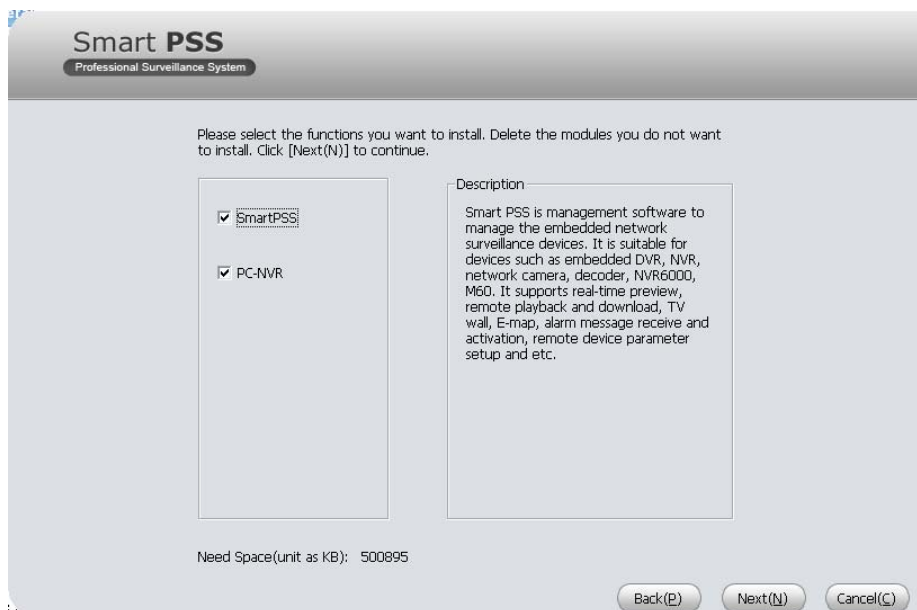 Smart PSS
Professional Surveillance System
Please select the functions you want to install. Delete the modules you do not want
to install. Click [Next(N)] to continue.
SmartPSS
PC-NVR
Description
Smart PSS is management software to
manage the embedded network
surveillance devices. It is suitable for
devices such as embedded DVR, NVR,
network camera, decoder, NVR6000,
M60. It supports real-time preview,
remote playback and download, TV
wall, E-map, alarm message receive and
activation, remote device parameter
setup and etc.
Need Space(unit as KB): 500895
Back(P)
Next(N)
Cancel(C)